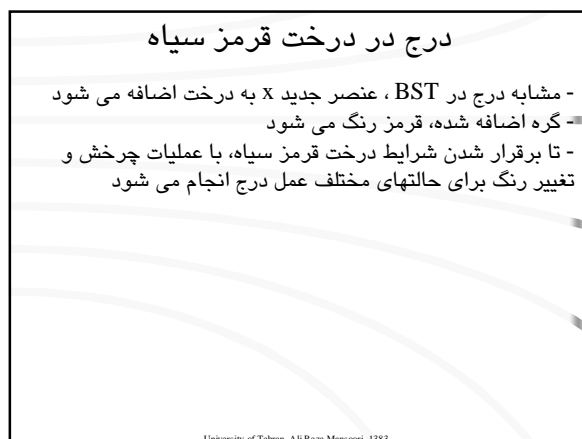 درج در درخت قرمز سیاه
- مشابه درج در BST ، عنصر جدید x به درخت اضافه می شود
- گره اضافه شده، قرمز رنگ می شود
- تا برقرار شدن شرایط درخت قرمز سیاه، با عملیات چرخش و
تغییر رنگ برای حالتهای مختلف عمل درج انجام می شود
University of Tehran, Ali Reza Mansoori, 1383